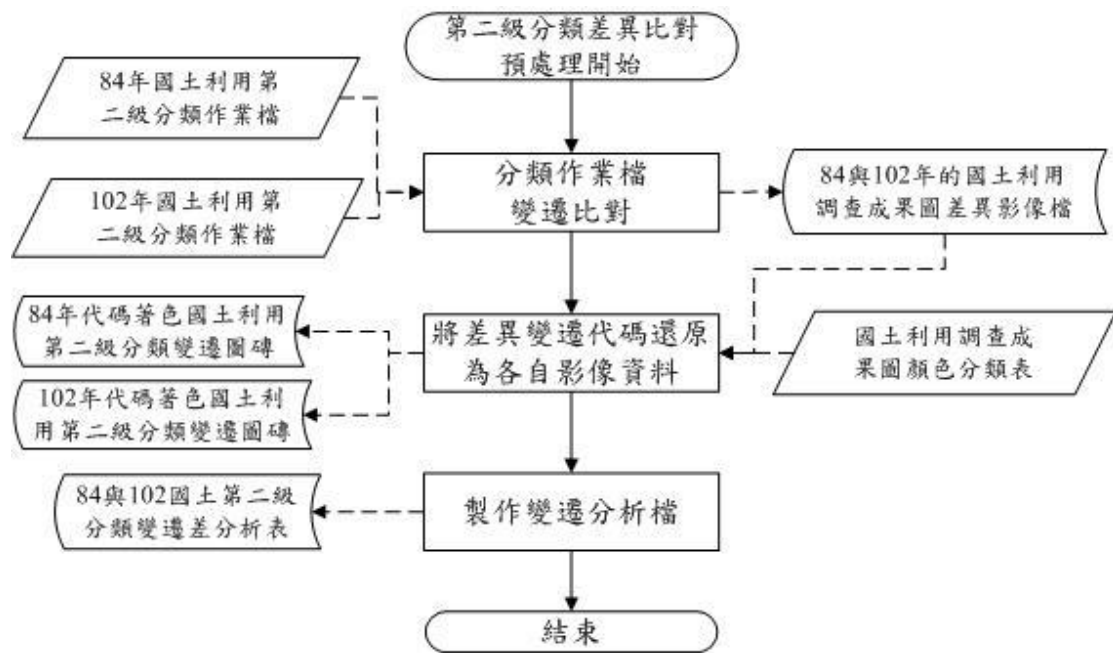 第二級分類差異比對
預處理開始
84年國土利用第
二級分類作業檔
102年國土利用第
二級分類作業檔
分類作業檔
變遷比對
84與102年的國土利用
調查成果圖差異影像檔
84年代碼著色國土利用
第二級分類變遷圖磚
102年代碼著色國土利
用第二級分類變遷圖磚
將差異變遷代碼還原
為各自影像資料
國土利用調查成
果圖顏色分類表
84與102國土第二級
分類變遷差分析表
製作變遷分析檔
結束